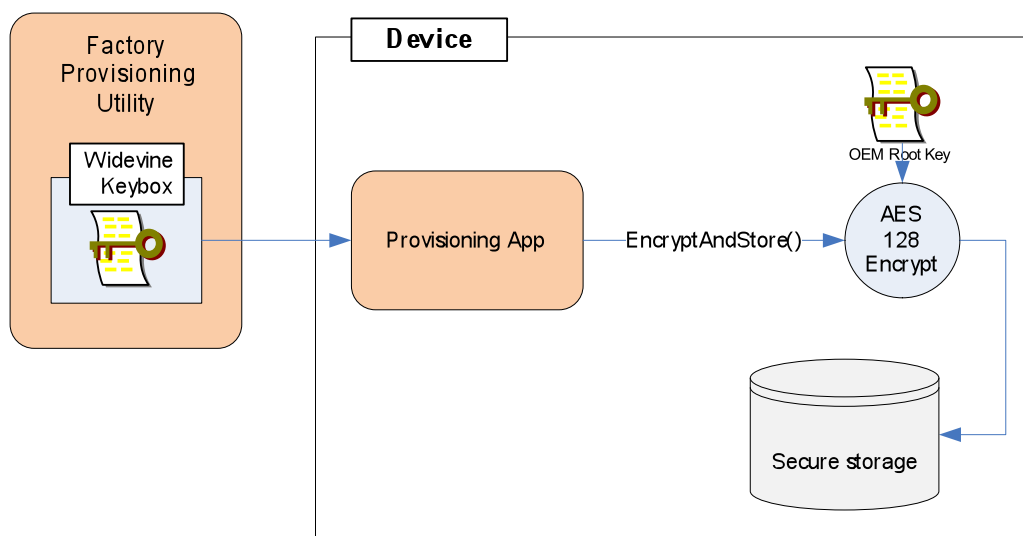 Factory
Provisioning
Utility
Widevine
Keybox
Device
Provisioning App
EncryptAndStore()
OEM Root Key
AES
128
Encrypt
Secure storage